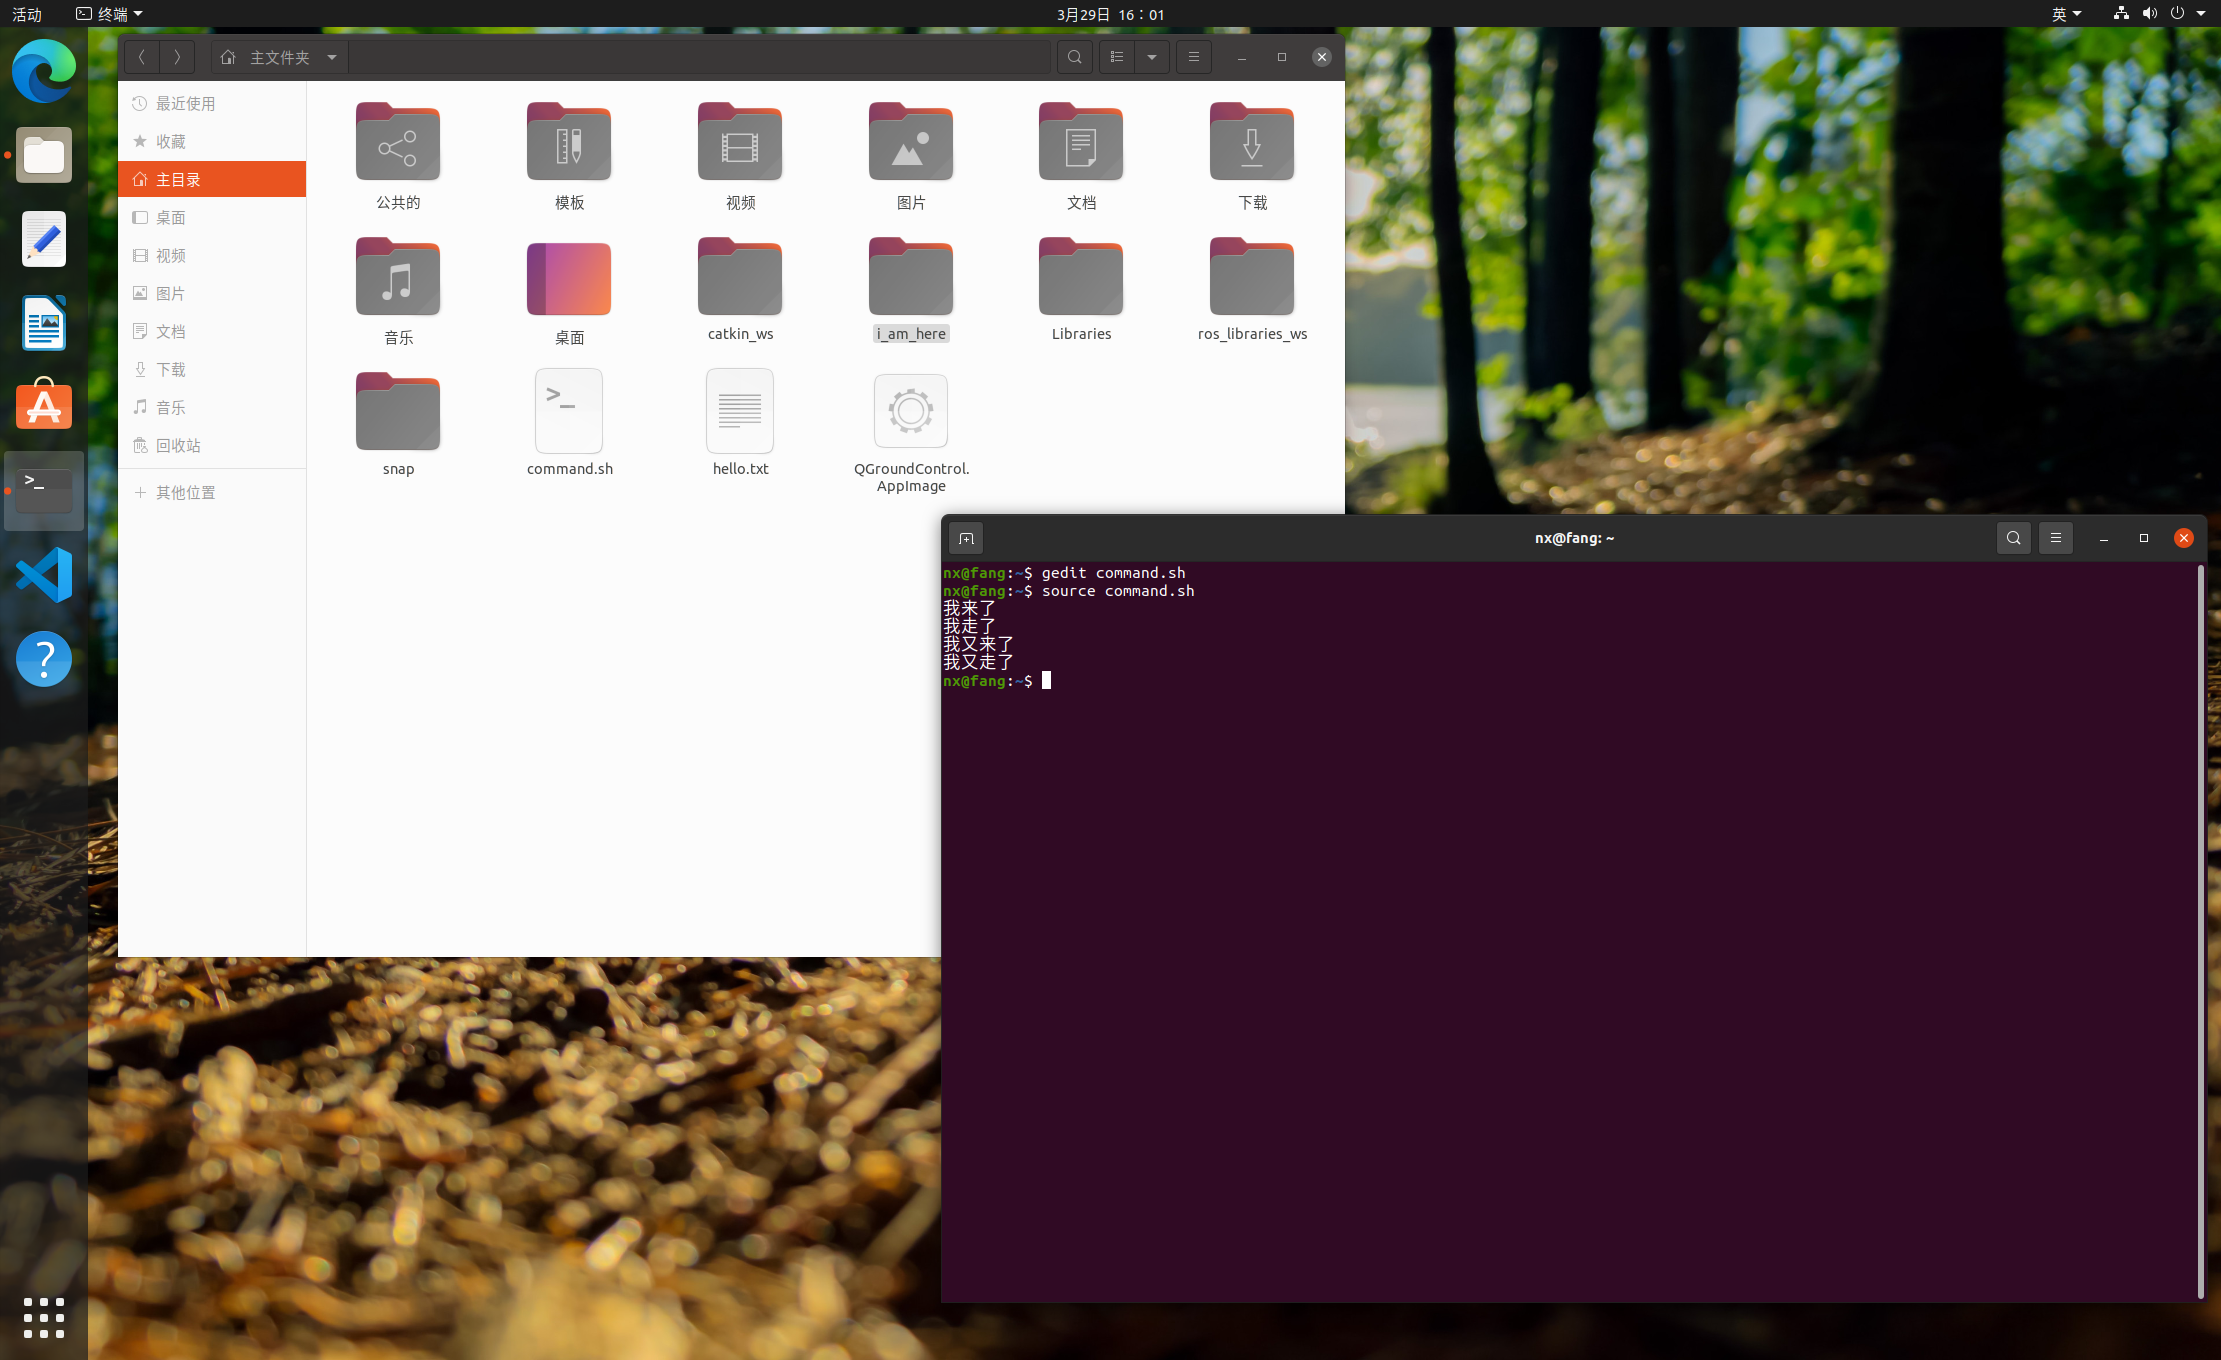 活动
终端
3月29日 16：01
英
主文件夹
最近使用
收藏
主目录
桌面
视频
图片
文档
下载
音乐
回收站
其他位置
公共的
模板
视频
图片
文档
下载
音乐
桌面
catkin_ws
i_am_here
Libraries
ros_libraries_ws
snap
command.sh
hello.txt
QGroundControl.
AppImage
nx@fang: ~
nx@fang:~$ gedit command.sh
nx@fang:~$ source command.sh
我来了
我走了
我又来了
我又走了
nx@fang:~$